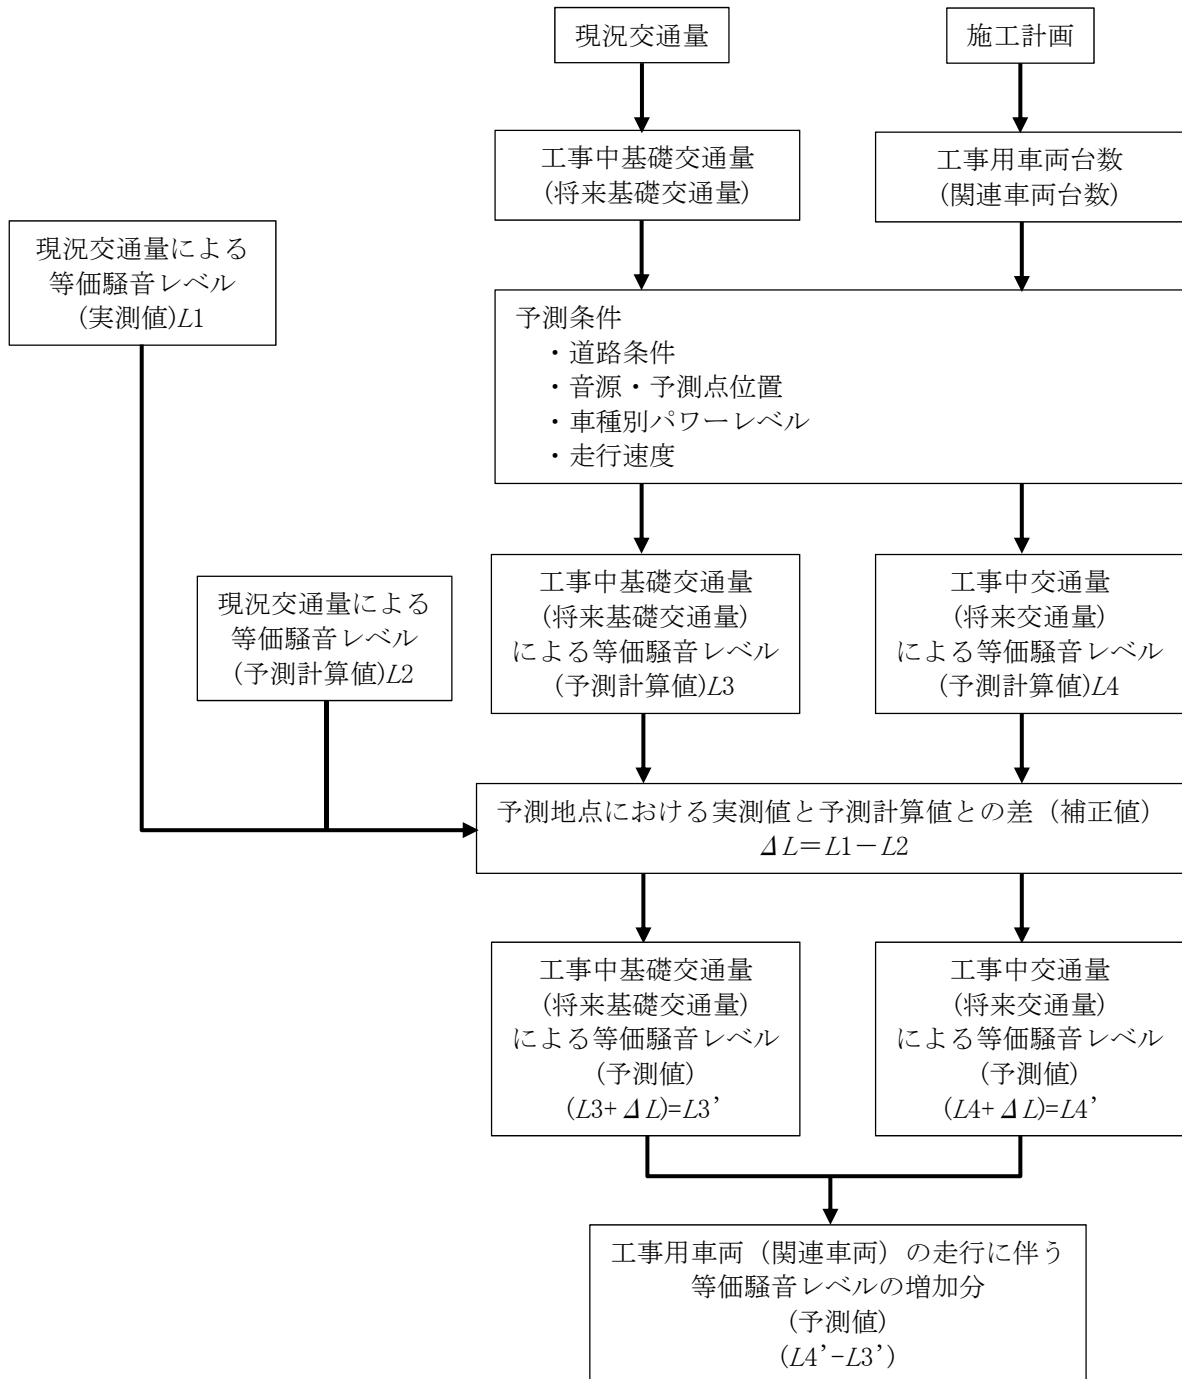 現況交通量
施工計画
工事中基礎交通量
(将来基礎交通量)
工事用車両台数
(関連車両台数)
現況交通量による
等価騒音レベル
(実測値)L1
予測条件
・道路条件
・音源・予測点位置
・車種別パワーレベル
・走行速度
現況交通量による
等価騒音レベル
(予測計算値)L2
工事中基礎交通量
(将来基礎交通量)
による等価騒音レベル
(予測計算値)L3
工事中交通量
(将来交通量)
による等価騒音レベル
(予測計算値)L4
予測地点における実測値と予測計算値との差（補正値）
ΔL＝L1－L2
工事中基礎交通量
(将来基礎交通量)
による等価騒音レベル
(予測値)
(L3+ΔL)=L3’
工事中交通量
(将来交通量)
による等価騒音レベル
(予測値)
(L4+ΔL)=L4’
工事用車両（関連車両）の走行に伴う
等価騒音レベルの増加分
(予測値)
(L4’-L3’)